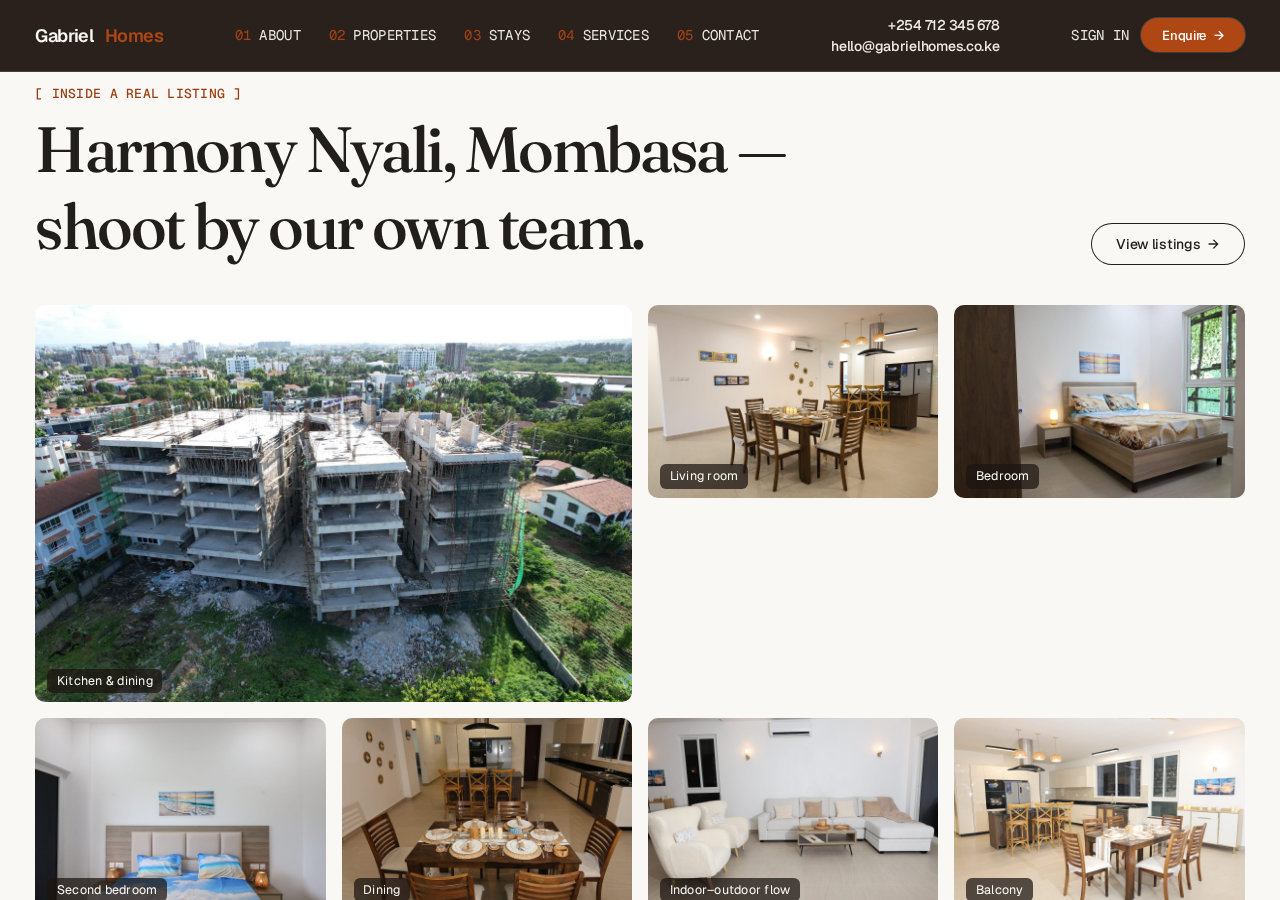 Gabriel Homes
01 ABOUT
02 PROPERTIES
03 STAYS
04 SERVICES
05 CONTACT
+254 712 345 678
hello@gabrielhomes.co.ke
SIGN IN
Enquire →
[ INSIDE A REAL LISTING ]
Harmony Nyali, Mombasa —
shoot by our own team.
View listings →
Kitchen & dining
Living room
Bedroom
Second bedroom
Dining
Indoor–outdoor flow
Balcony